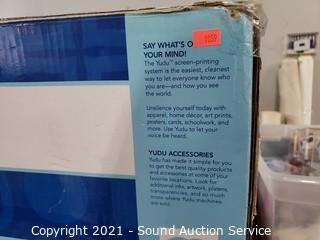 SAY WHAT'S O
YOUR MIND!
1059
The Yudu™ screen-printing
system is the easiest, cleanest
way to let everyone know who
you are—and how you see
the world.
Unsilence yourself today with
apparel, home décor, art prints,
posters, cards, schoolwork, and
more. Use Yudu to let your
voice be heard.
YUDU ACCESSORIES
Yudu has made it simple for you
to get the best quality products
and accessories at some of your
favorite locations. Look for
additional inks, artwork, platens,
transparencies, and so much
more where Yudu machines
are sold.
Copyright 2021 - Sound Auction Service